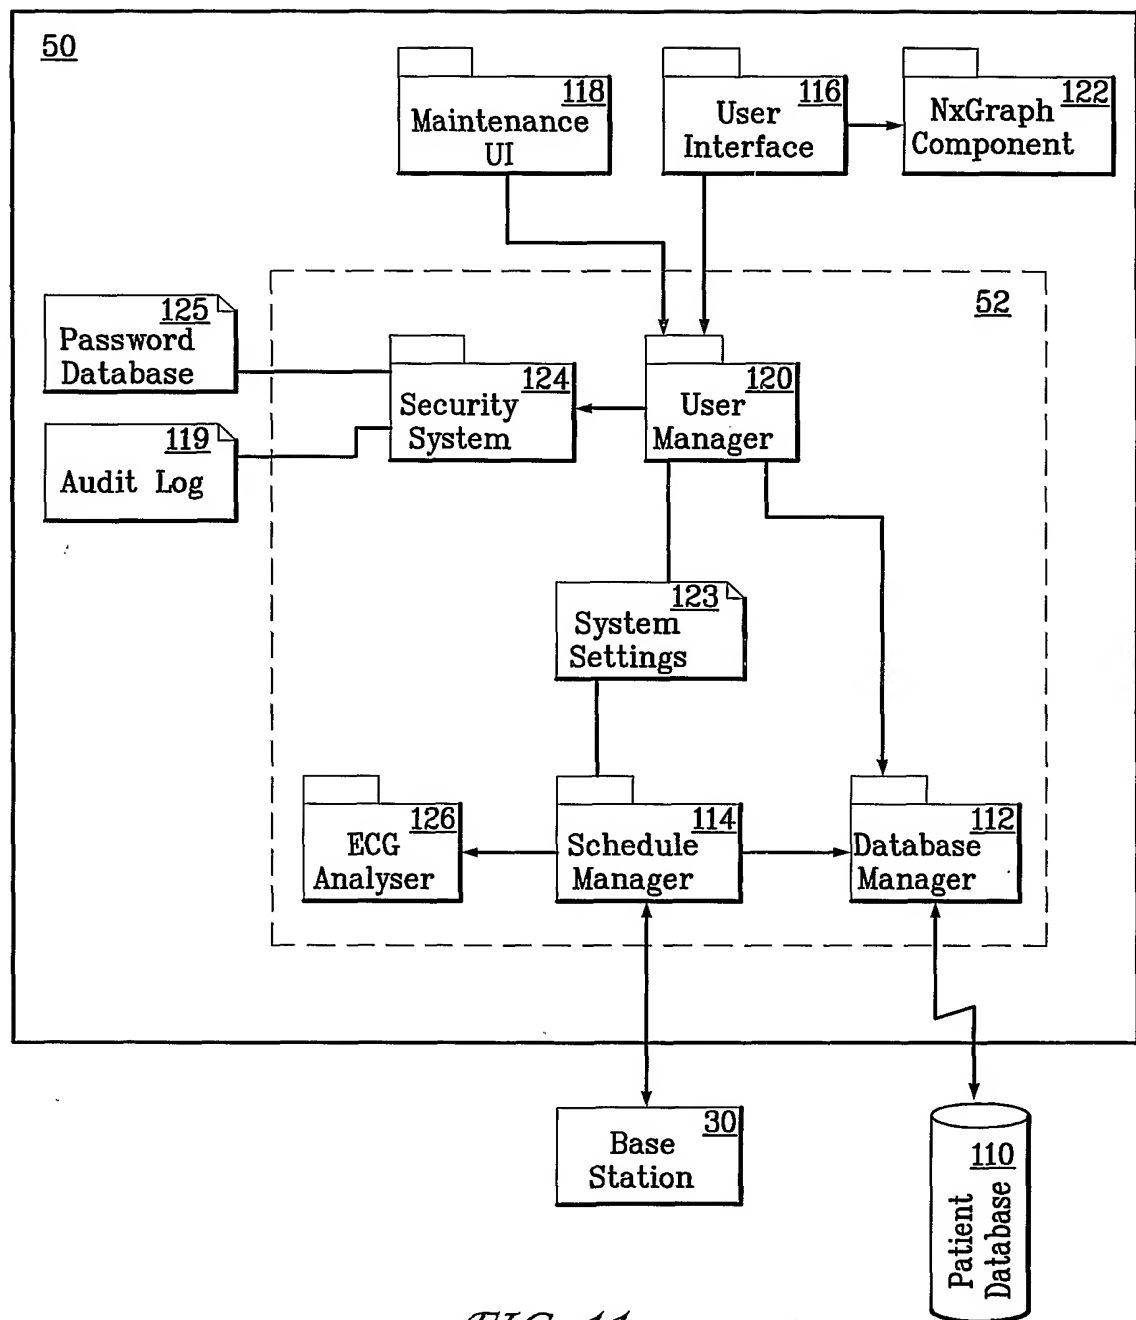 50
118
Maintenance
UI
116
User
Interface
122
NxGraph
Component
52
125
Password
Database
124
Security
System
120
User
Manager
119
Audit Log
123
System
Settings
126
ECG
Analyser
114
Schedule
Manager
112
Database
Manager
30
Base
Station
110
Patient
Database